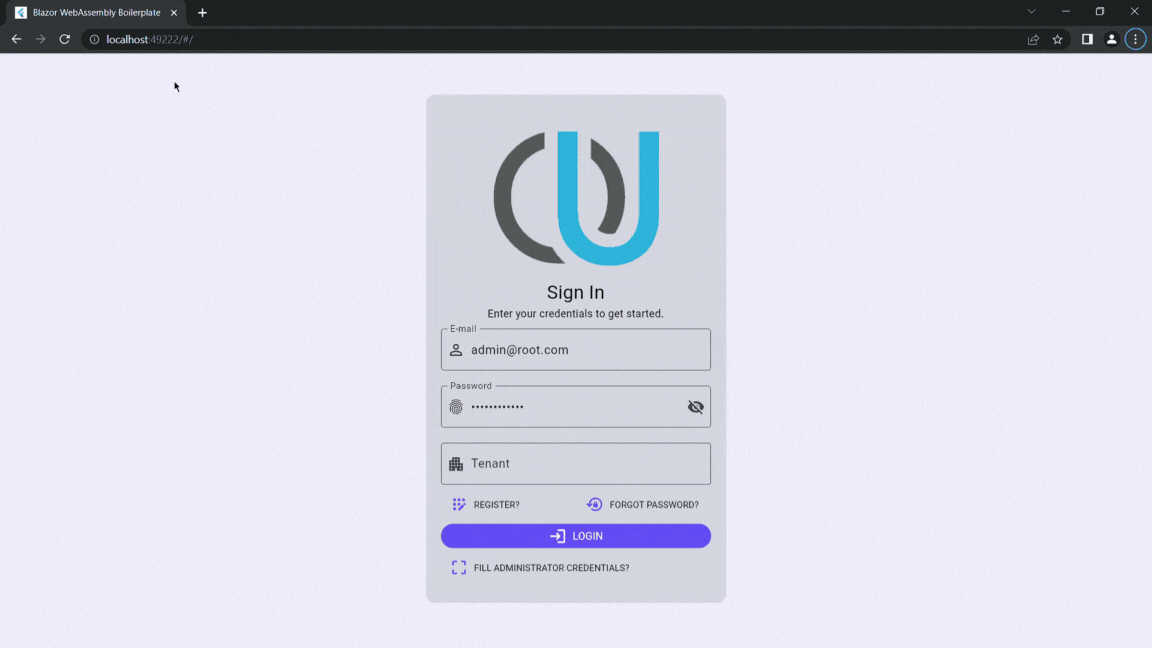 Blazor WebAssembly Boilerplate
localhost:49222/#/
Sign In
Enter your credentials to get started.
E-mail
admin@root.com
Password
••••••••••••
Tenant
REGISTER?
FORGOT PASSWORD?
LOGIN
FILL ADMINISTRATOR CREDENTIALS?